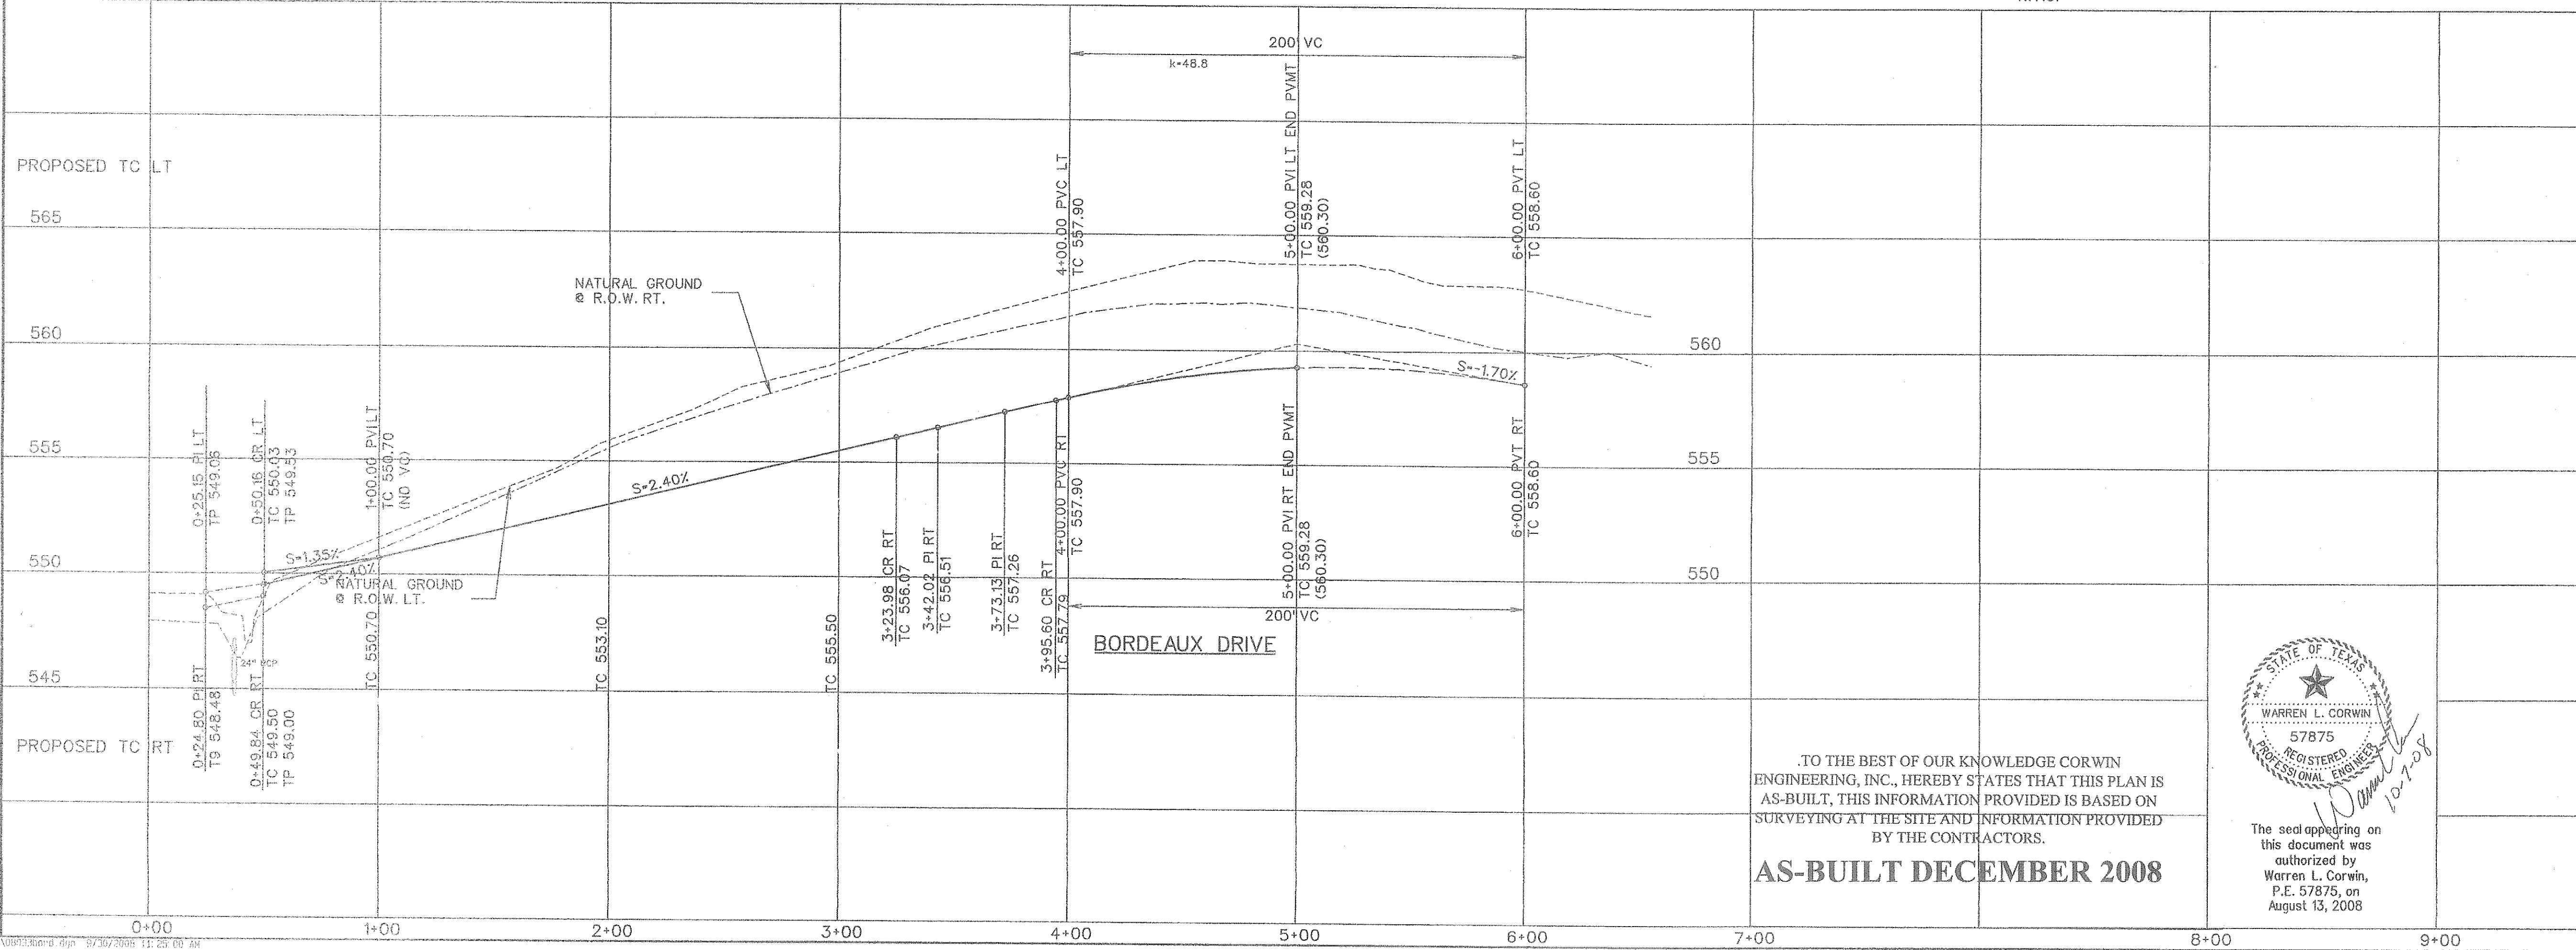 200' VC
k=48.8
PROPOSED TC LT
565
560
555
550
545
PROPOSED TC RT
NATURAL GROUND
@ R.O.W. RT.
NATURAL GROUND
@ R.O.W. LT.
0+25.15 PI LT
TP 549.06
0+50.16 CR LT
TC 550.03
TP 549.53
1+00.00 PVI LT
TC 550.70
(NO VC)
4+00.00 PVC LT
TC 557.90
5+00.00 PVI LT END PVMT
TC 559.28
(560.30)
6+00.00 PVT LT
TC 558.60
S=1.35%
S=2.40%
S=2.40%
S=-1.70%
24" RCP
0+24.80 PI RT
T9 548.48
0+49.84 CR RT
TC 549.50
TP 549.00
TC 550.70
TC 553.10
TC 555.50
3+23.98 CR RT
TC 556.07
3+42.02 PI RT
TC 556.51
3+73.13 PI RT
TC 557.26
3+95.60 CR RT
TC 557.79
4+00.00 PVC RT
TC 557.90
5+00.00 PVI RT END PVMT
TC 559.28
(560.30)
6+00.00 PVT RT
TC 558.60
200' VC
BORDEAUX DRIVE
560
555
550
.TO THE BEST OF OUR KNOWLEDGE CORWIN
ENGINEERING, INC., HEREBY STATES THAT THIS PLAN IS
AS-BUILT, THIS INFORMATION PROVIDED IS BASED ON
SURVEYING AT THE SITE AND INFORMATION PROVIDED
BY THE CONTRACTORS.
AS-BUILT DECEMBER 2008
STATE OF TEXAS
WARREN L. CORWIN
57875
REGISTERED
PROFESSIONAL ENGINEER
10-7-08
The seal appearing on
this document was
authorized by
Warren L. Corwin,
P.E. 57875, on
August 13, 2008
0+00
1+00
2+00
3+00
4+00
5+00
6+00
7+00
8+00
9+00